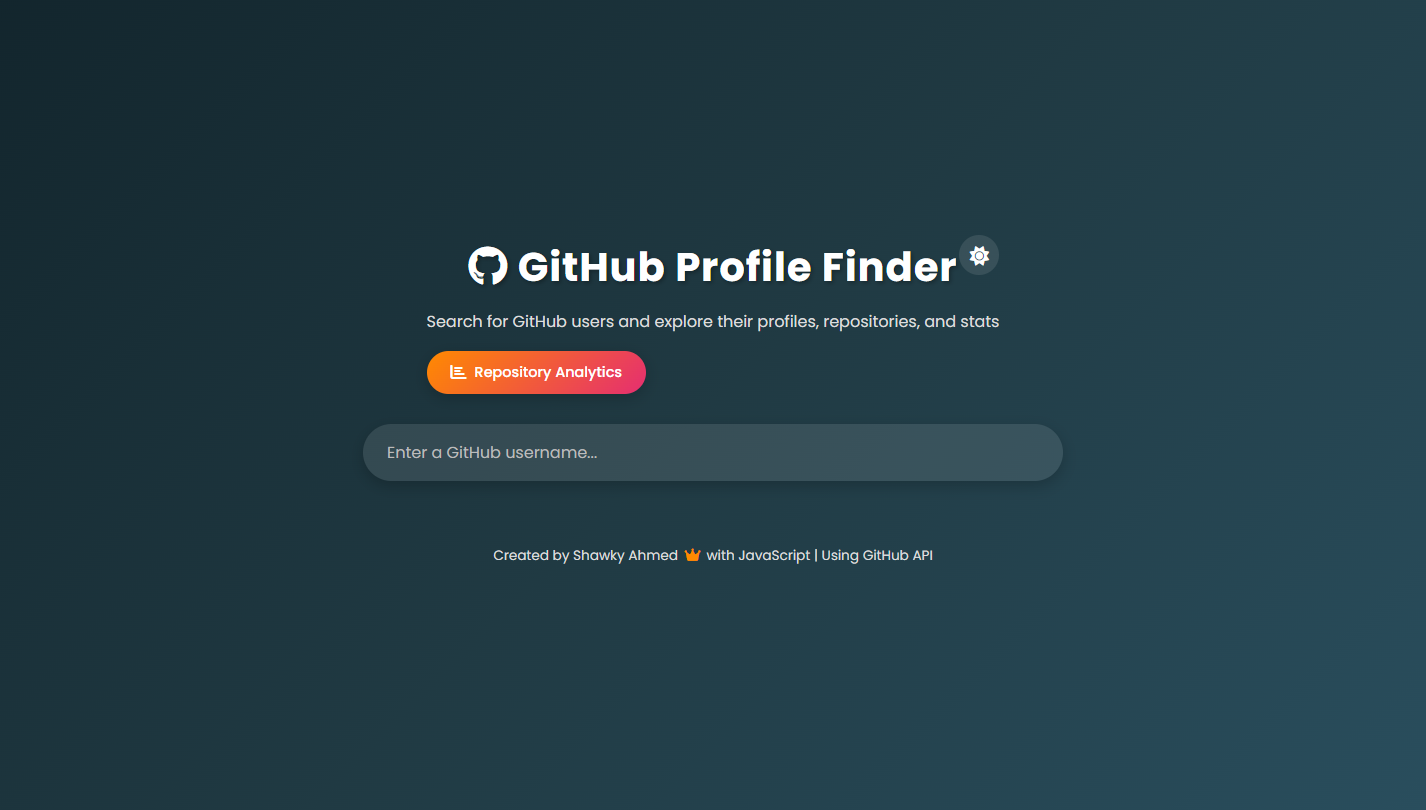 GitHub Profile Finder
Search for GitHub users and explore their profiles, repositories, and stats
Repository Analytics
Enter a GitHub username...
Created by Shawky Ahmed with JavaScript | Using GitHub API